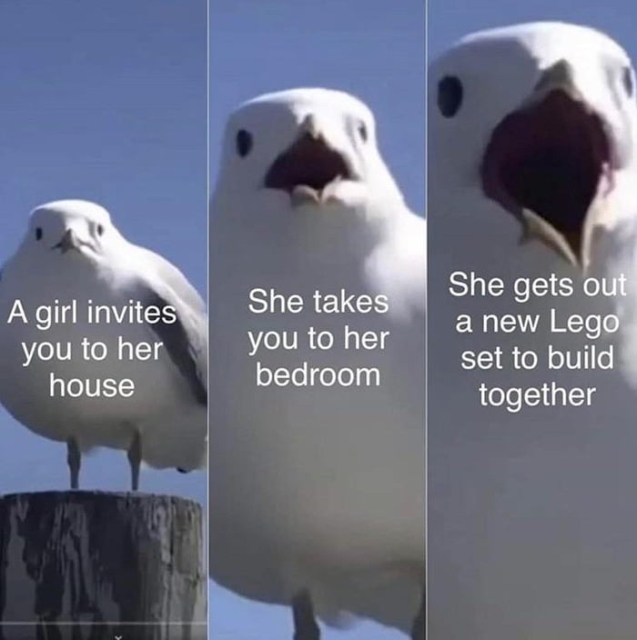 A girl invites
you to her
house
She takes
you to her
bedroom
She gets out
a new Lego
set to build
together